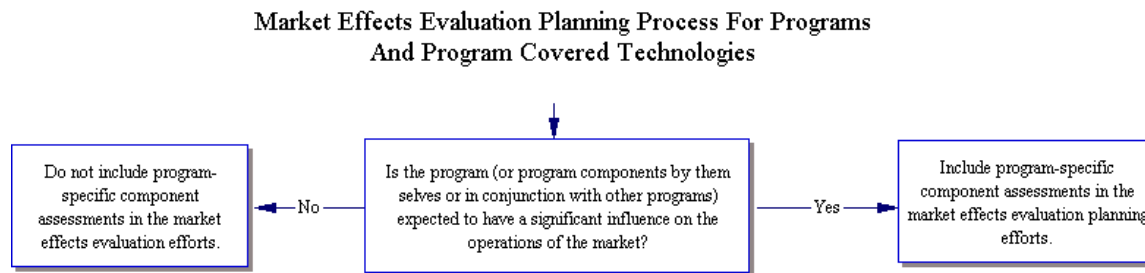 Market Effects Evaluation Planning Process For Programs
And Program Covered Technologies
Do not include program-
specific component
assessments in the market
effects evaluation efforts.
No
Is the program (or program components by them
selves or in conjunction with other programs)
expected to have a significant influence on the
operations of the market?
Yes
Include program-specific
component assessments in the
market effects evaluation planning
efforts.